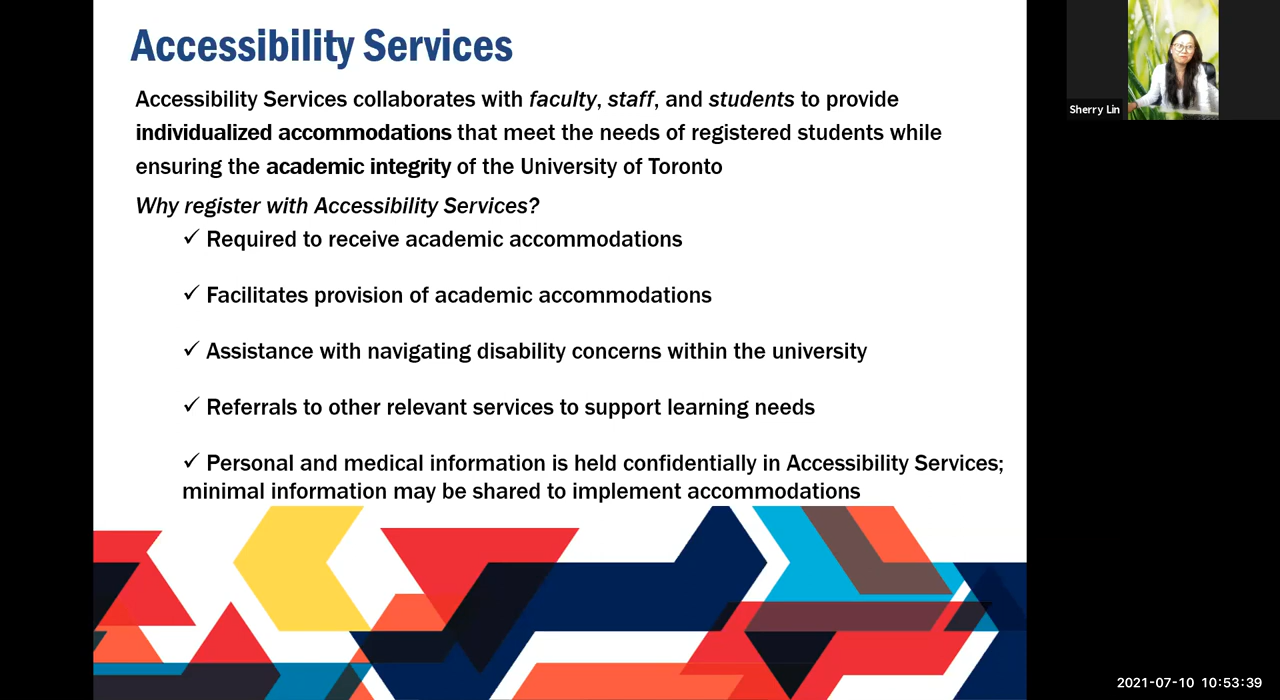 Accessibility Services
Accessibility Services collaborates with faculty, staff, and students to provide
individualized accommodations that meet the needs of registered students while
ensuring the academic integrity of the University of Toronto
Why register with Accessibility Services?
✓ Required to receive academic accommodations
✓ Facilitates provision of academic accommodations
✓ Assistance with navigating disability concerns within the university
✓ Referrals to other relevant services to support learning needs
✓ Personal and medical information is held confidentially in Accessibility Services;
minimal information may be shared to implement accommodations
Sherry Lin
2021-07-10 10:53:39